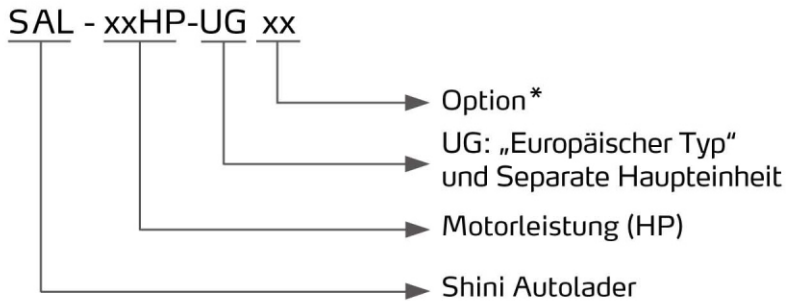 SAL - xxHP-UG xx
Option*
UG: „Europäischer Typ“
und Separate Haupteinheit
Motorleistung (HP)
Shini Autolader